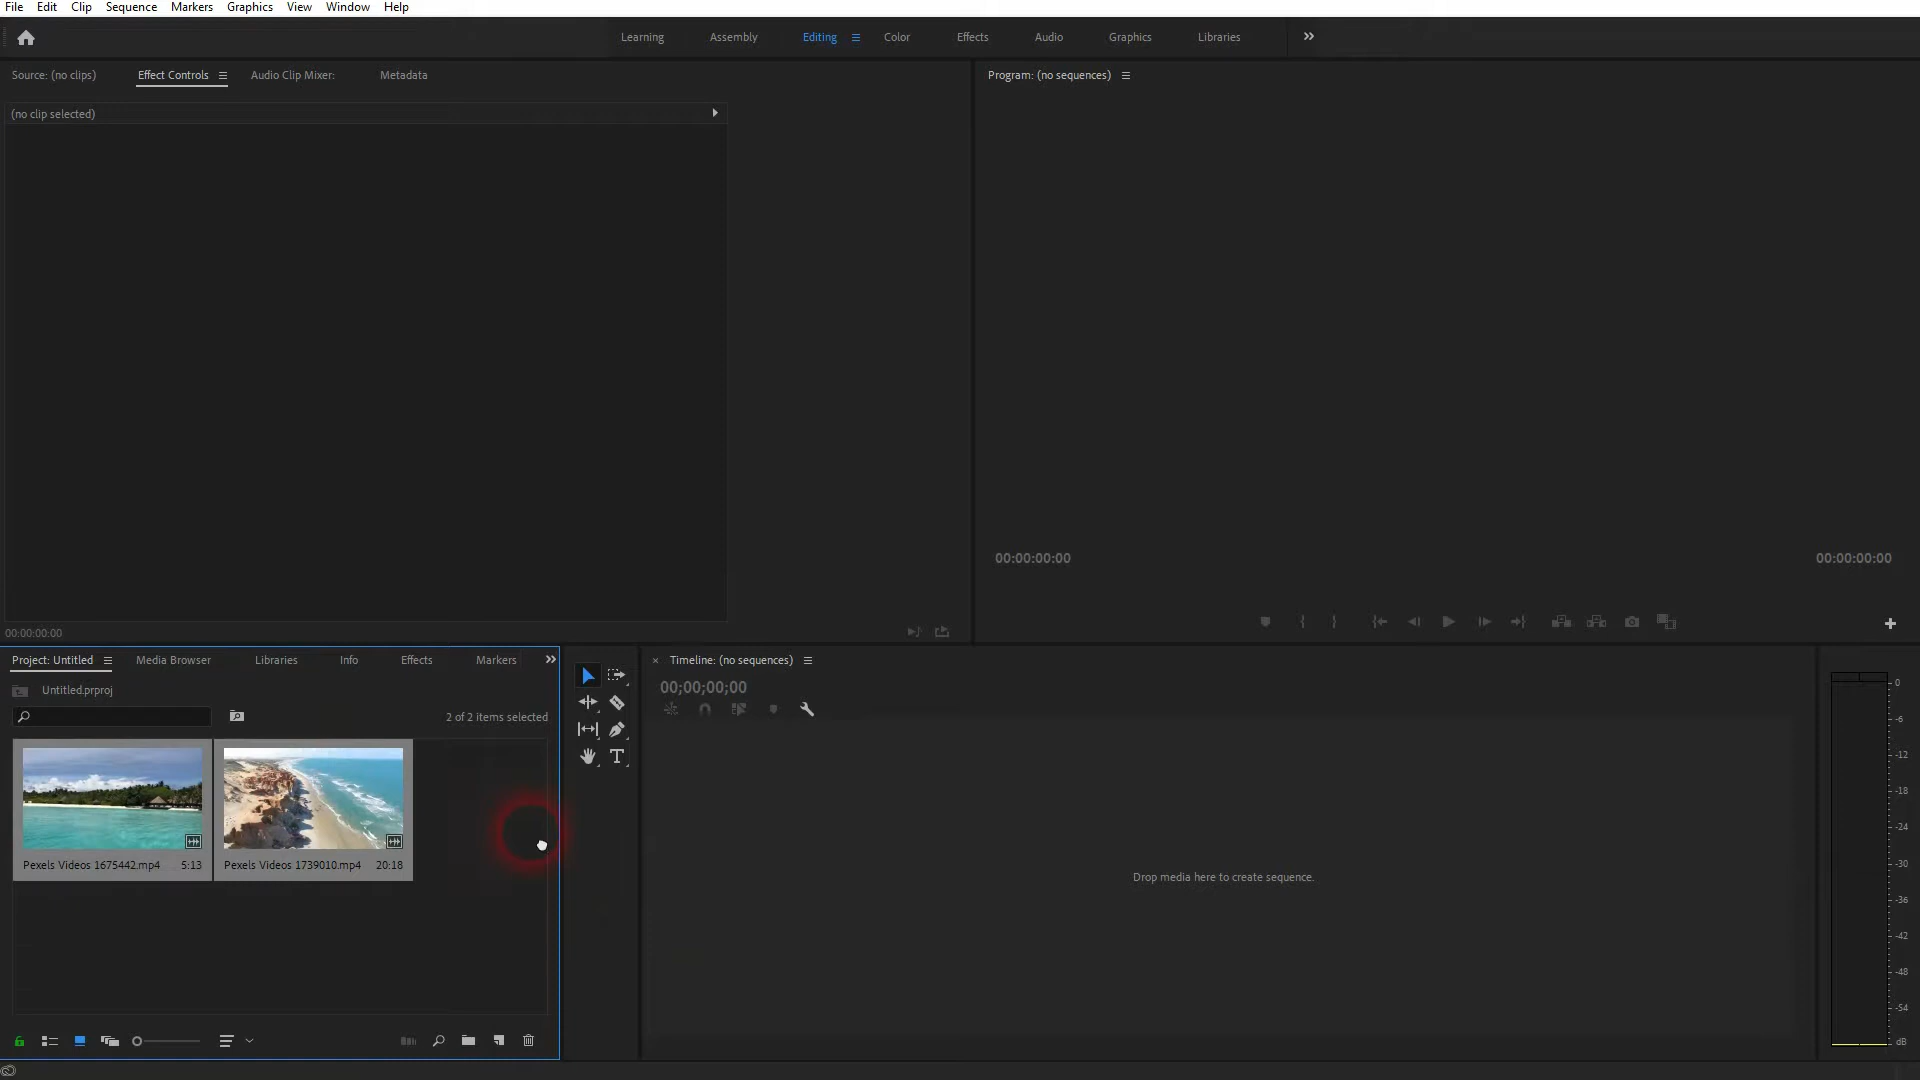 File Edit Clip Sequence Markers Graphics View Window Help
Learning Assembly Editing Color Effects Audio Graphics Libraries
Source: (no clips) Effect Controls Audio Clip Mixer: Metadata
(no clip selected)
00:00:00:00
Program: (no sequences)
00:00:00:00 00:00:00:00
Project: Untitled Media Browser Libraries Info Effects Markers
Untitled.prproj
2 of 2 items selected
Pexels Videos 1675442.mp4 5:13 Pexels Videos 1739010.mp4 20:18
Timeline: (no sequences)
00;00;00;00
Drop media here to create sequence.
0
-6
-12
-18
-24
-30
-36
-42
-48
-54
dB